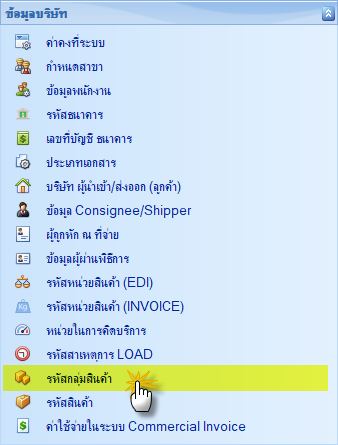 ข้อมูลบริษัท
ค่าคงที่ระบบ
กำหนดสาขา
ข้อมูลพนักงาน
รหัสธนาคาร
เลขที่บัญชี ธนาคาร
ประเภทเอกสาร
บริษัท ผู้นำเข้า/ส่งออก (ลูกค้า)
ข้อมูล Consignee/Shipper
ผู้ถูกหัก ณ ที่จ่าย
ข้อมูลผู้ผ่านพิธีการ
รหัสหน่วยสินค้า (EDI)
รหัสหน่วยสินค้า (INVOICE)
หน่วยในการคิดบริการ
รหัสสาเหตุการ LOAD
รหัสกลุ่มสินค้า
รหัสสินค้า
ค่าใช้จ่ายในระบบ Commercial Invoice